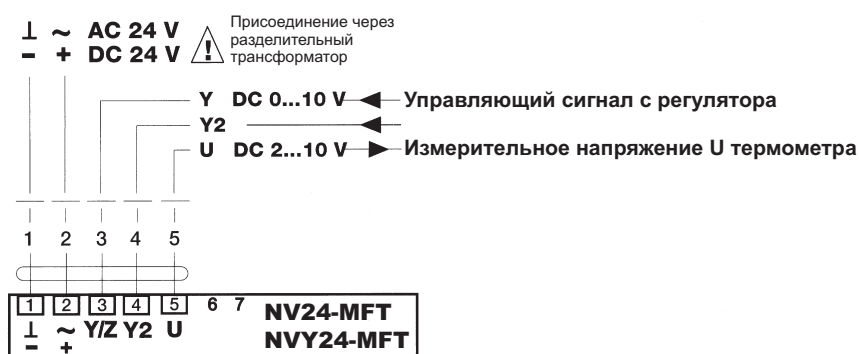 ⊥ ~ AC 24 V
– + DC 24 V
Присоединение через
разделительный
трансформатор
Y DC 0...10 V Управляющий сигнал с регулятора
Y2
U DC 2...10 V Измерительное напряжение U термометра
1 2 3 4 5
1 2 3 4 5 6 7 NV24-MFT
⊥ ~ Y/Z Y2 U
– + NVY24-MFT